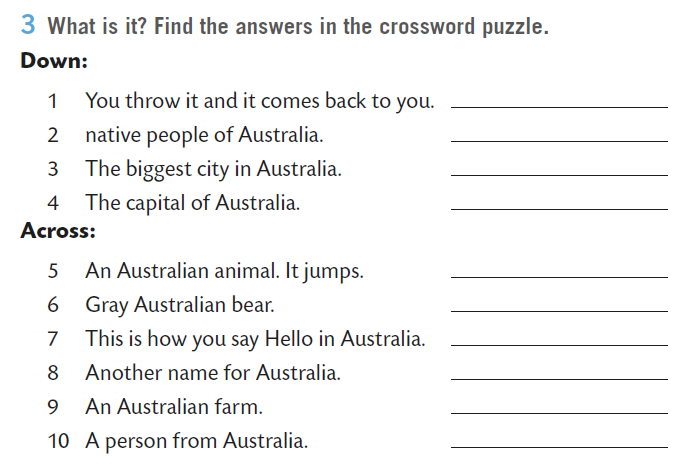 3 What is it? Find the answers in the crossword puzzle.
Down:
1 You throw it and it comes back to you.
2 native people of Australia.
3 The biggest city in Australia.
4 The capital of Australia.
Across:
5 An Australian animal. It jumps.
6 Gray Australian bear.
7 This is how you say Hello in Australia.
8 Another name for Australia.
9 An Australian farm.
10 A person from Australia.